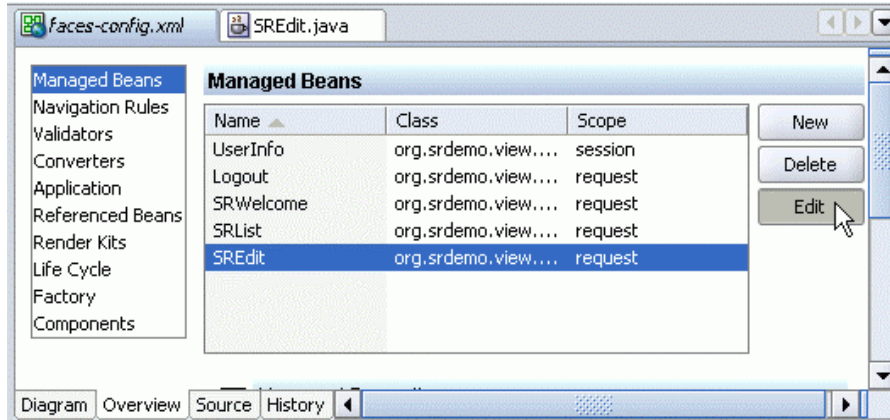 faces-config.xml SREdit.java
Managed Beans
Navigation Rules
Validators
Converters
Application
Referenced Beans
Render Kits
Life Cycle
Factory
Components
Managed Beans
Name Class Scope
UserInfo org.srdemo.view.... session
Logout org.srdemo.view.... request
SRWelcome org.srdemo.view.... request
SRList org.srdemo.view.... request
SREdit org.srdemo.view.... request
New
Delete
Edit
Diagram Overview Source History